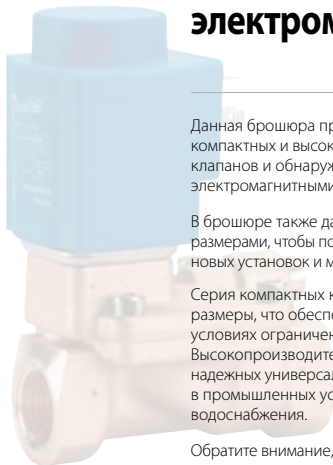 электром
Данная брошюра пр
компактных и высок
клапанов и обнаруж
электромагнитными
В брошюре также да
размерами, чтобы по
новых установок и м
Серия компактных к
размеры, что обеспе
условиях ограничен
Высокопроизводите
надежных универсал
в промышленных ус
водоснабжения.
Обратите внимание,